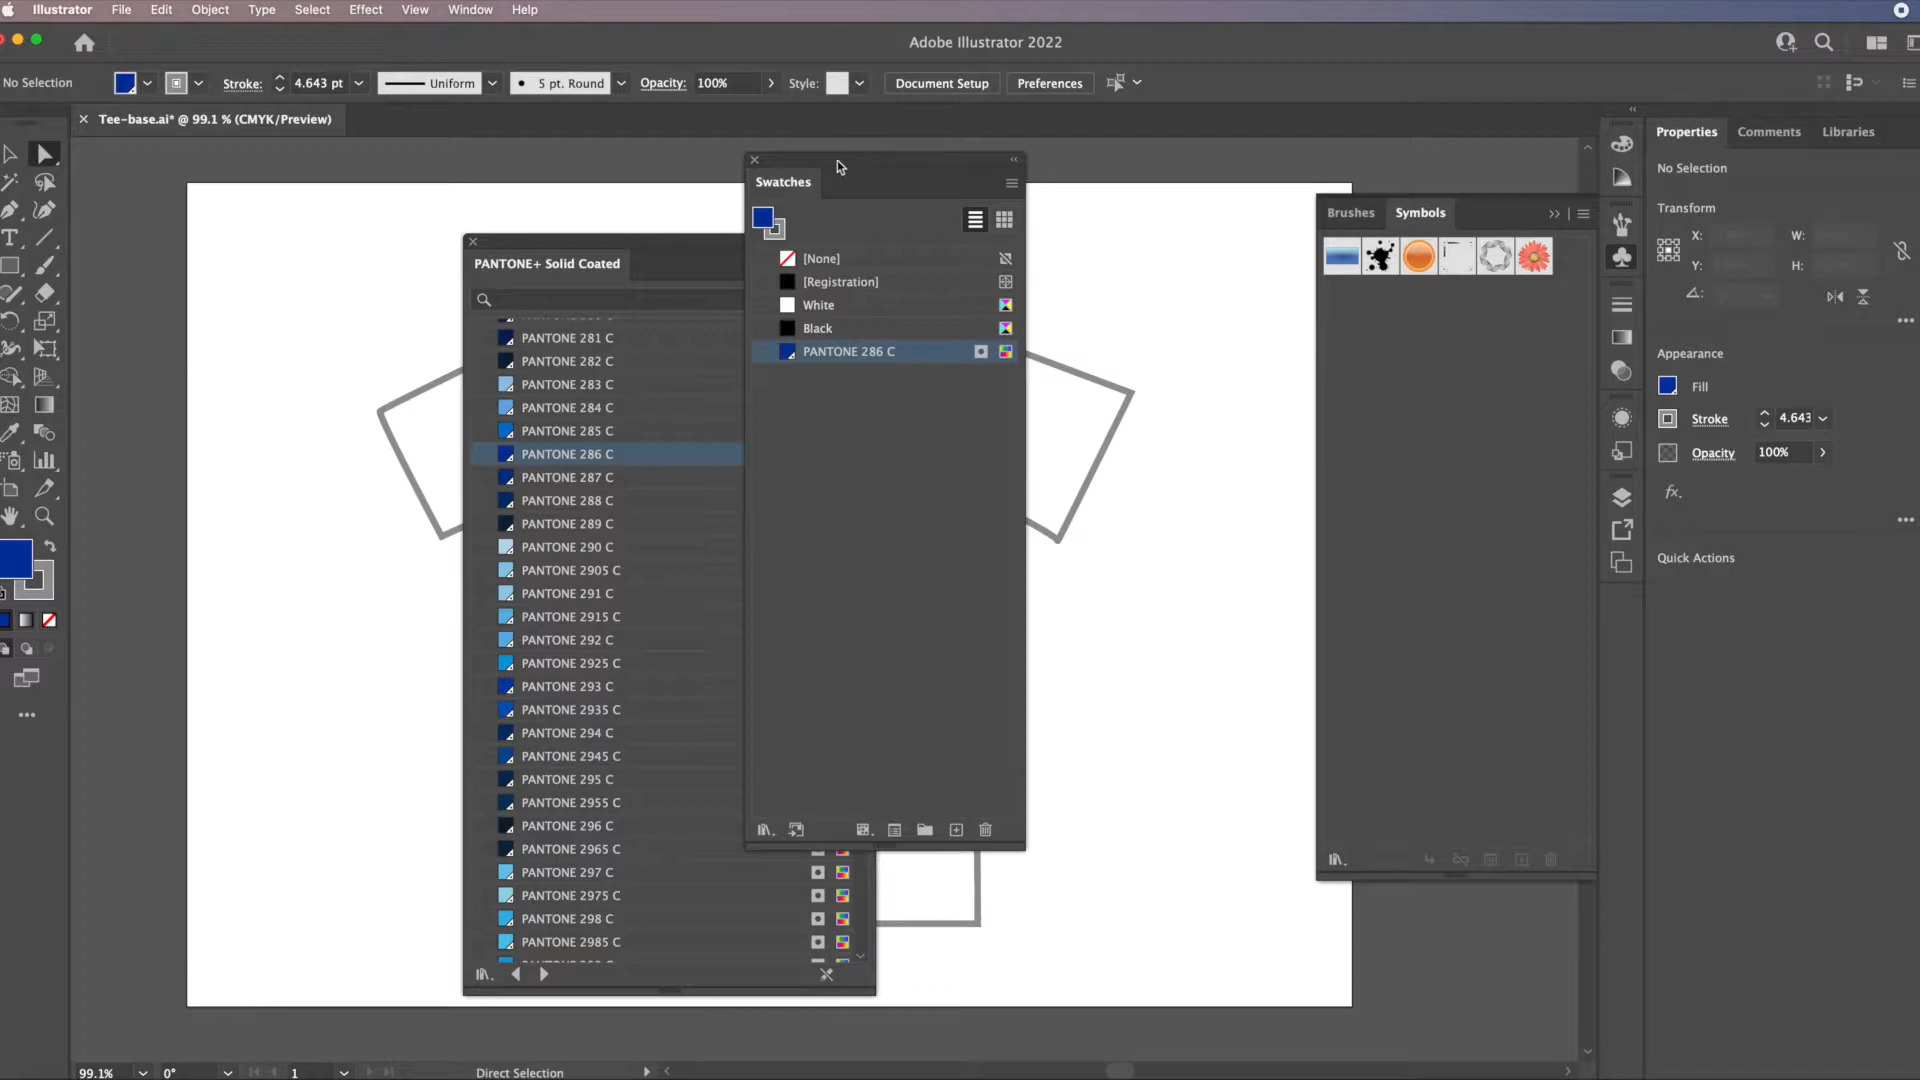 Illustrator File Edit Object Type Select Effect View Window Help
Adobe Illustrator 2022
No Selection Stroke: 4.643 pt Uniform 5 pt. Round Opacity: 100% Style: Document Setup Preferences
Tee-base.ai* @ 99.1 % (CMYK/Preview)
Swatches
[None]
[Registration]
White
Black
PANTONE 286 C
PANTONE+ Solid Coated
PANTONE 281 C
PANTONE 282 C
PANTONE 283 C
PANTONE 284 C
PANTONE 285 C
PANTONE 286 C
PANTONE 287 C
PANTONE 288 C
PANTONE 289 C
PANTONE 290 C
PANTONE 2905 C
PANTONE 291 C
PANTONE 2915 C
PANTONE 292 C
PANTONE 2925 C
PANTONE 293 C
PANTONE 2935 C
PANTONE 294 C
PANTONE 2945 C
PANTONE 295 C
PANTONE 2955 C
PANTONE 296 C
PANTONE 2965 C
PANTONE 297 C
PANTONE 2975 C
PANTONE 298 C
PANTONE 2985 C
Brushes Symbols
Properties Comments Libraries
No Selection
Transform
X: W:
Y: H:
Appearance
Fill
Stroke 4.643
Opacity 100%
fx.
Quick Actions
99.1% 0° 1 Direct Selection